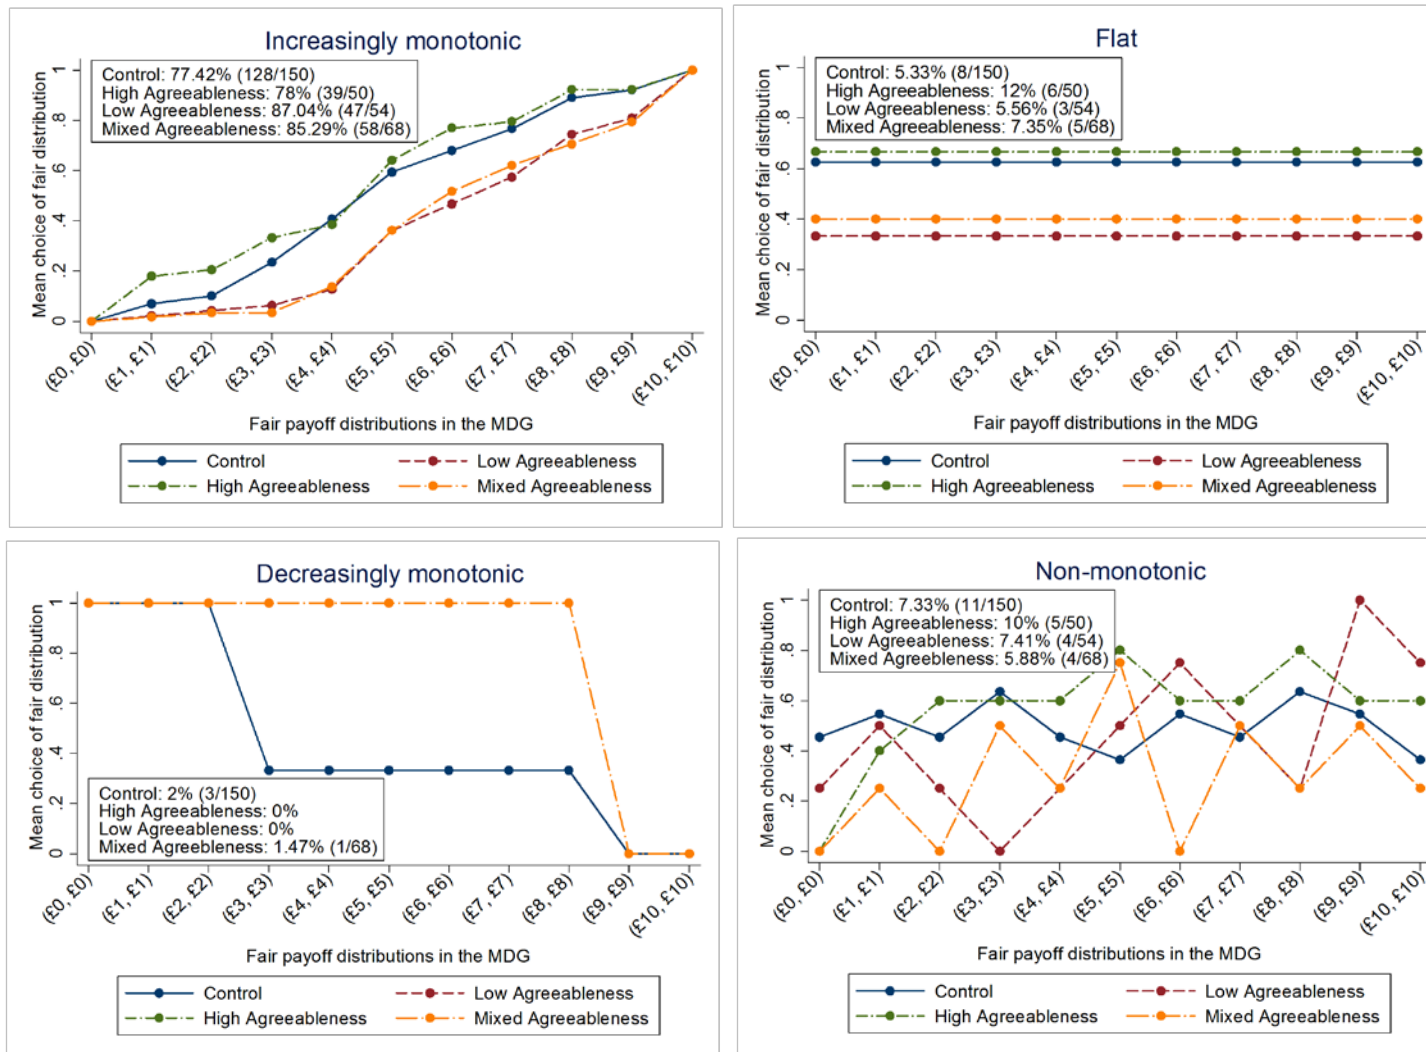 Increasingly monotonic
Control: 77.42% (128/150)
High Agreeableness: 78% (39/50)
Low Agreeableness: 87.04% (47/54)
Mixed Agreeableness: 85.29% (58/68)
Mean choice of fair distribution
1
.8
.6
.4
.2
0
(£0, £0)
(£1, £1)
(£2, £2)
(£3, £3)
(£4, £4)
(£5, £5)
(£6, £6)
(£7, £7)
(£8, £8)
(£9, £9)
(£10, £10)
Fair payoff distributions in the MDG
Control
Low Agreeableness
High Agreeableness
Mixed Agreeableness
Flat
Control: 5.33% (8/150)
High Agreeableness: 12% (6/50)
Low Agreeableness: 5.56% (3/54)
Mixed Agreeableness: 7.35% (5/68)
Mean choice of fair distribution
1
.8
.6
.4
.2
0
(£0, £0)
(£1, £1)
(£2, £2)
(£3, £3)
(£4, £4)
(£5, £5)
(£6, £6)
(£7, £7)
(£8, £8)
(£9, £9)
(£10, £10)
Fair payoff distributions in the MDG
Control
Low Agreeableness
High Agreeableness
Mixed Agreeableness
Decreasingly monotonic
Mean choice of fair distribution
1
.8
.6
.4
.2
0
Control: 2% (3/150)
High Agreeableness: 0%
Low Agreeableness: 0%
Mixed Agreebleness: 1.47% (1/68)
(£0, £0)
(£1, £1)
(£2, £2)
(£3, £3)
(£4, £4)
(£5, £5)
(£6, £6)
(£7, £7)
(£8, £8)
(£9, £9)
(£10, £10)
Fair payoff distributions in the MDG
Control
Low Agreeableness
High Agreeableness
Mixed Agreeableness
Non-monotonic
Control: 7.33% (11/150)
High Agreeableness: 10% (5/50)
Low Agreeableness: 7.41% (4/54)
Mixed Agreebleness: 5.88% (4/68)
Mean choice of fair distribution
1
.8
.6
.4
.2
0
(£0, £0)
(£1, £1)
(£2, £2)
(£3, £3)
(£4, £4)
(£5, £5)
(£6, £6)
(£7, £7)
(£8, £8)
(£9, £9)
(£10, £10)
Fair payoff distributions in the MDG
Control
Low Agreeableness
High Agreeableness
Mixed Agreeableness